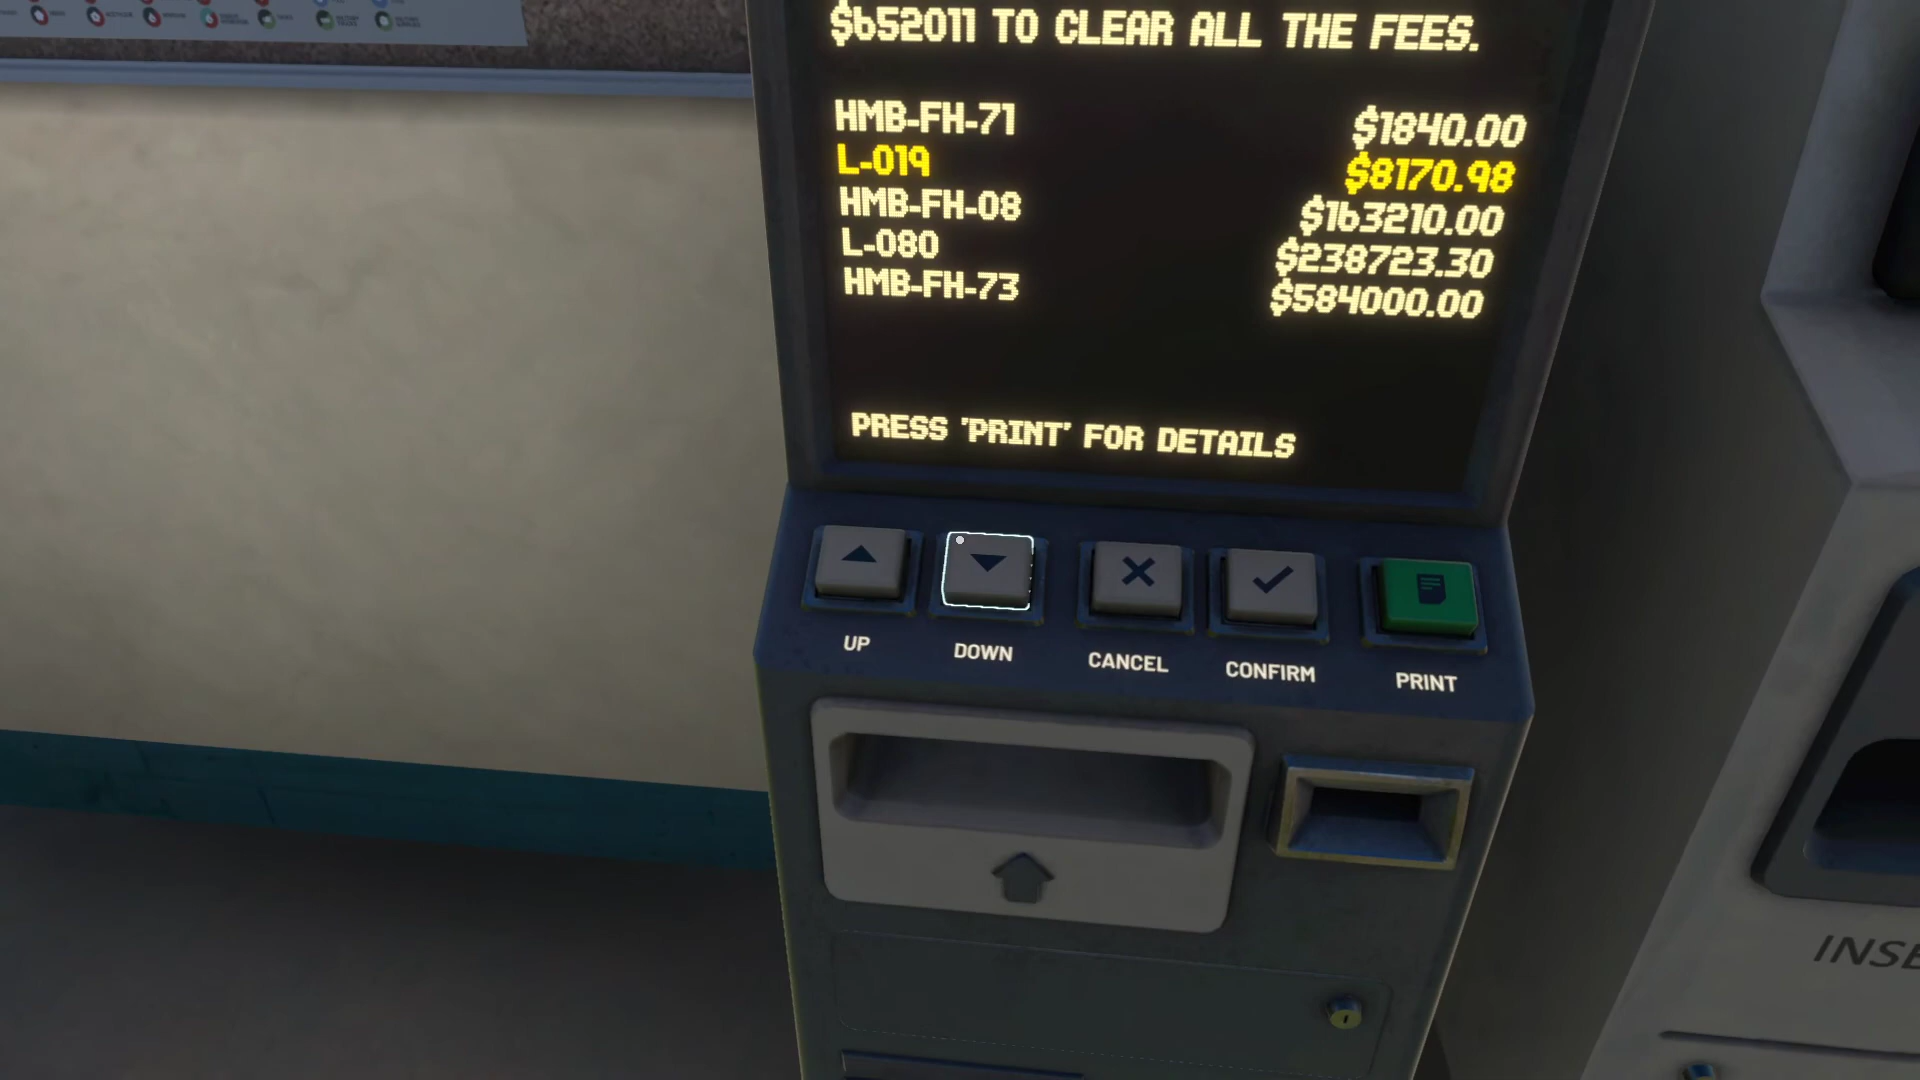 $652011 TO CLEAR ALL THE FEES.
HMB-FH-71 $1840.00
L-019 $8170.98
HMB-FH-08 $163210.00
L-080 $238723.30
HMB-FH-73 $584000.00
PRESS 'PRINT' FOR DETAILS
UP DOWN CANCEL CONFIRM PRINT